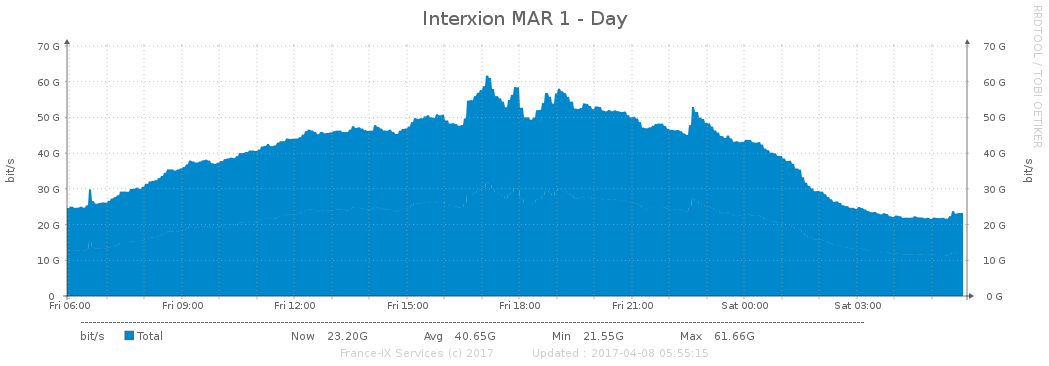 Interxion MAR 1 - Day
RRDTOOL / TOBI OETIKER
bit/s
70 G 70 G
60 G 60 G
50 G 50 G
40 G 40 G
30 G 30 G
20 G 20 G
10 G 10 G
0 0 G
bit/s
Fri 06:00 Fri 09:00 Fri 12:00 Fri 15:00 Fri 18:00 Fri 21:00 Sat 00:00 Sat 03:00
bit/s Total Now 23.20G Avg 40.65G Min 21.55G Max 61.66G
France-IX Services (c) 2017 Updated : 2017-04-08 05:55:15